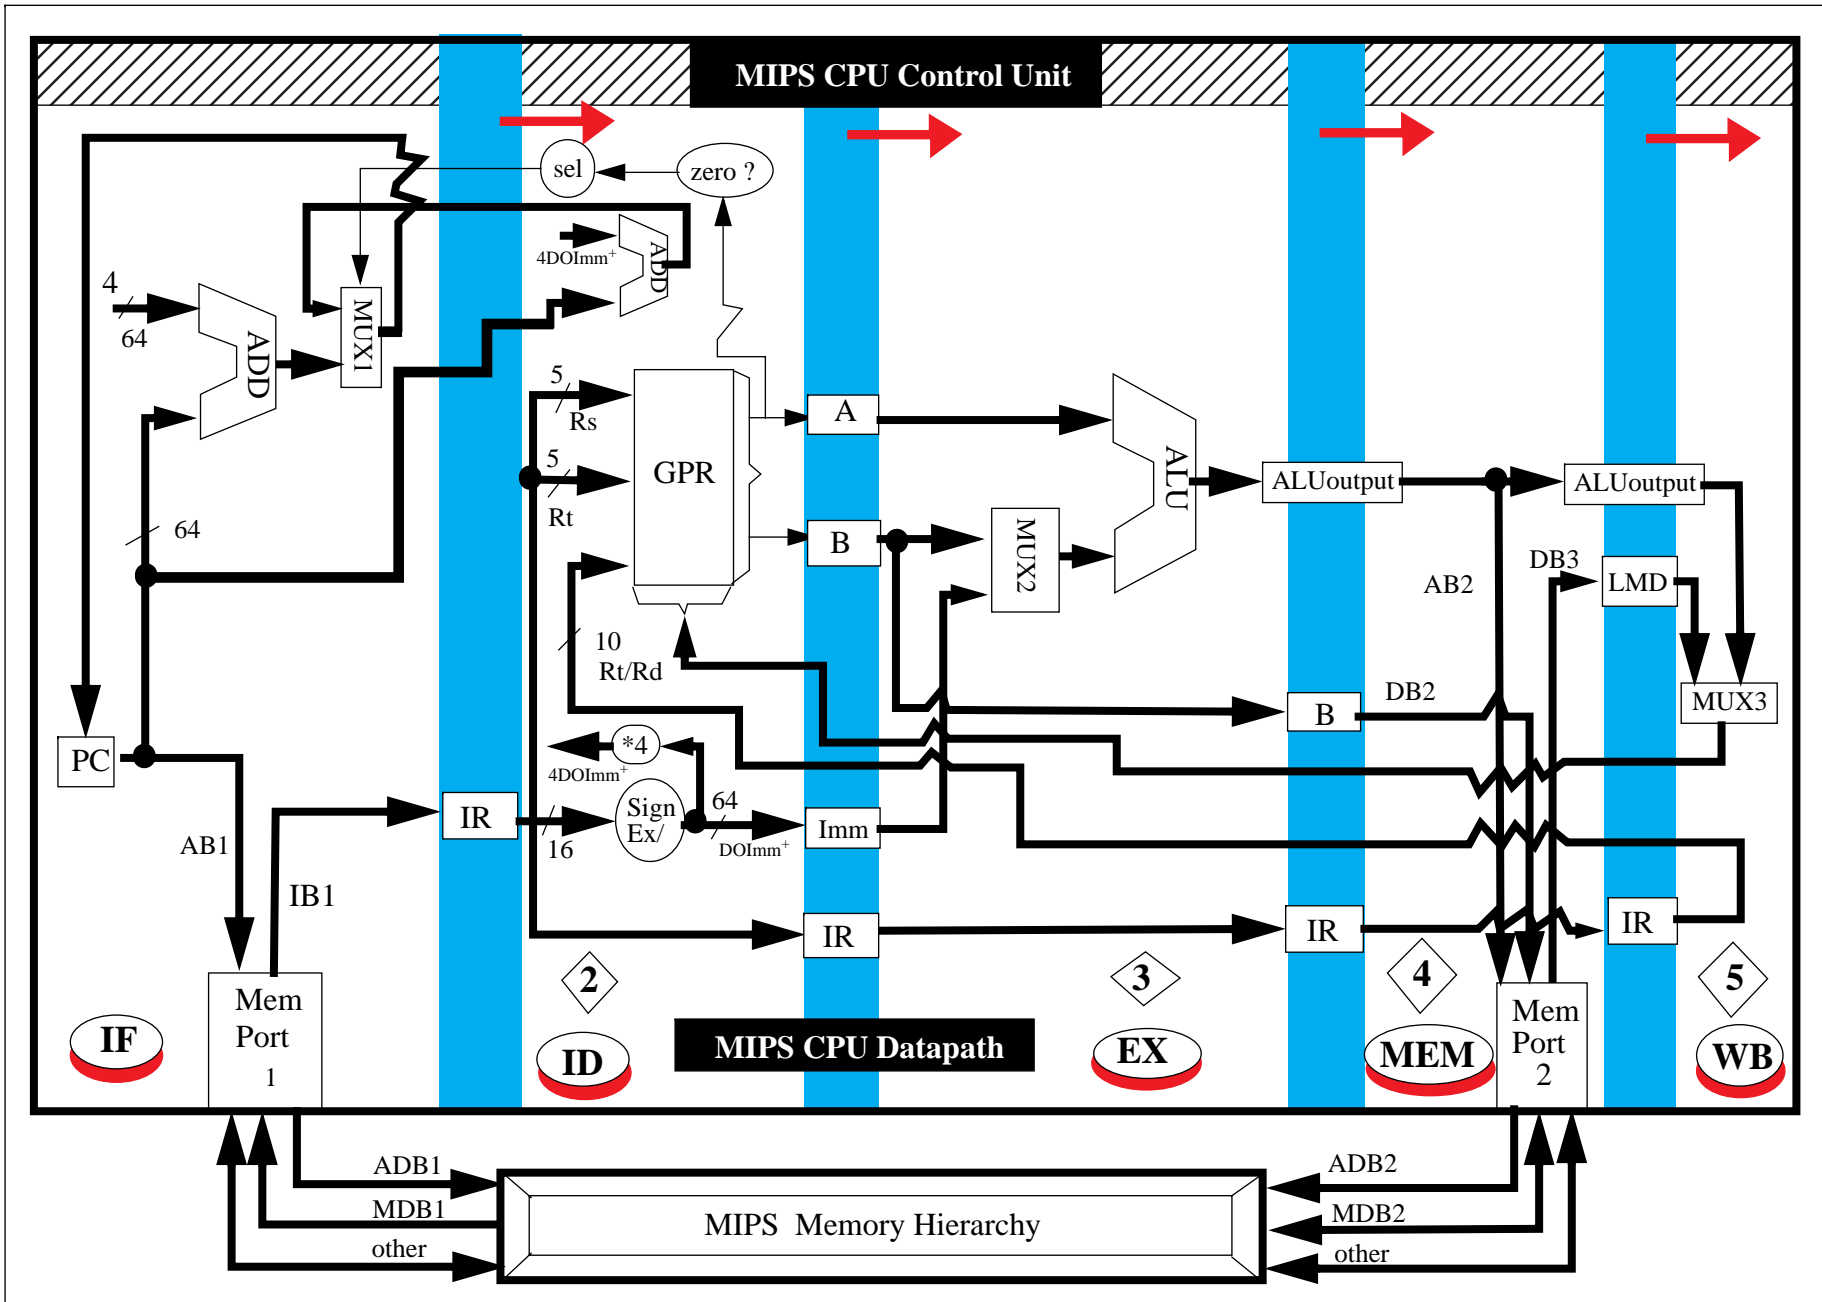 MIPS CPU Control Unit
sel
zero ?
4DOImm+
ADD
4
64
ADD
MUX1
5
Rs
5
Rt
GPR
A
B
MUX2
ALU
ALUoutput
ALUoutput
DB3
AB2
LMD
64
10
Rt/Rd
DB2
B
MUX3
PC
*4
4DOImm+
Sign
Ex/
64
DOImm+
Imm
IR
16
AB1
IB1
IR
IR
IR
2
3
4
5
Mem
Port
1
Mem
Port
2
IF
ID
MIPS CPU Datapath
EX
MEM
WB
ADB1
MDB1
other
MIPS Memory Hierarchy
ADB2
MDB2
other